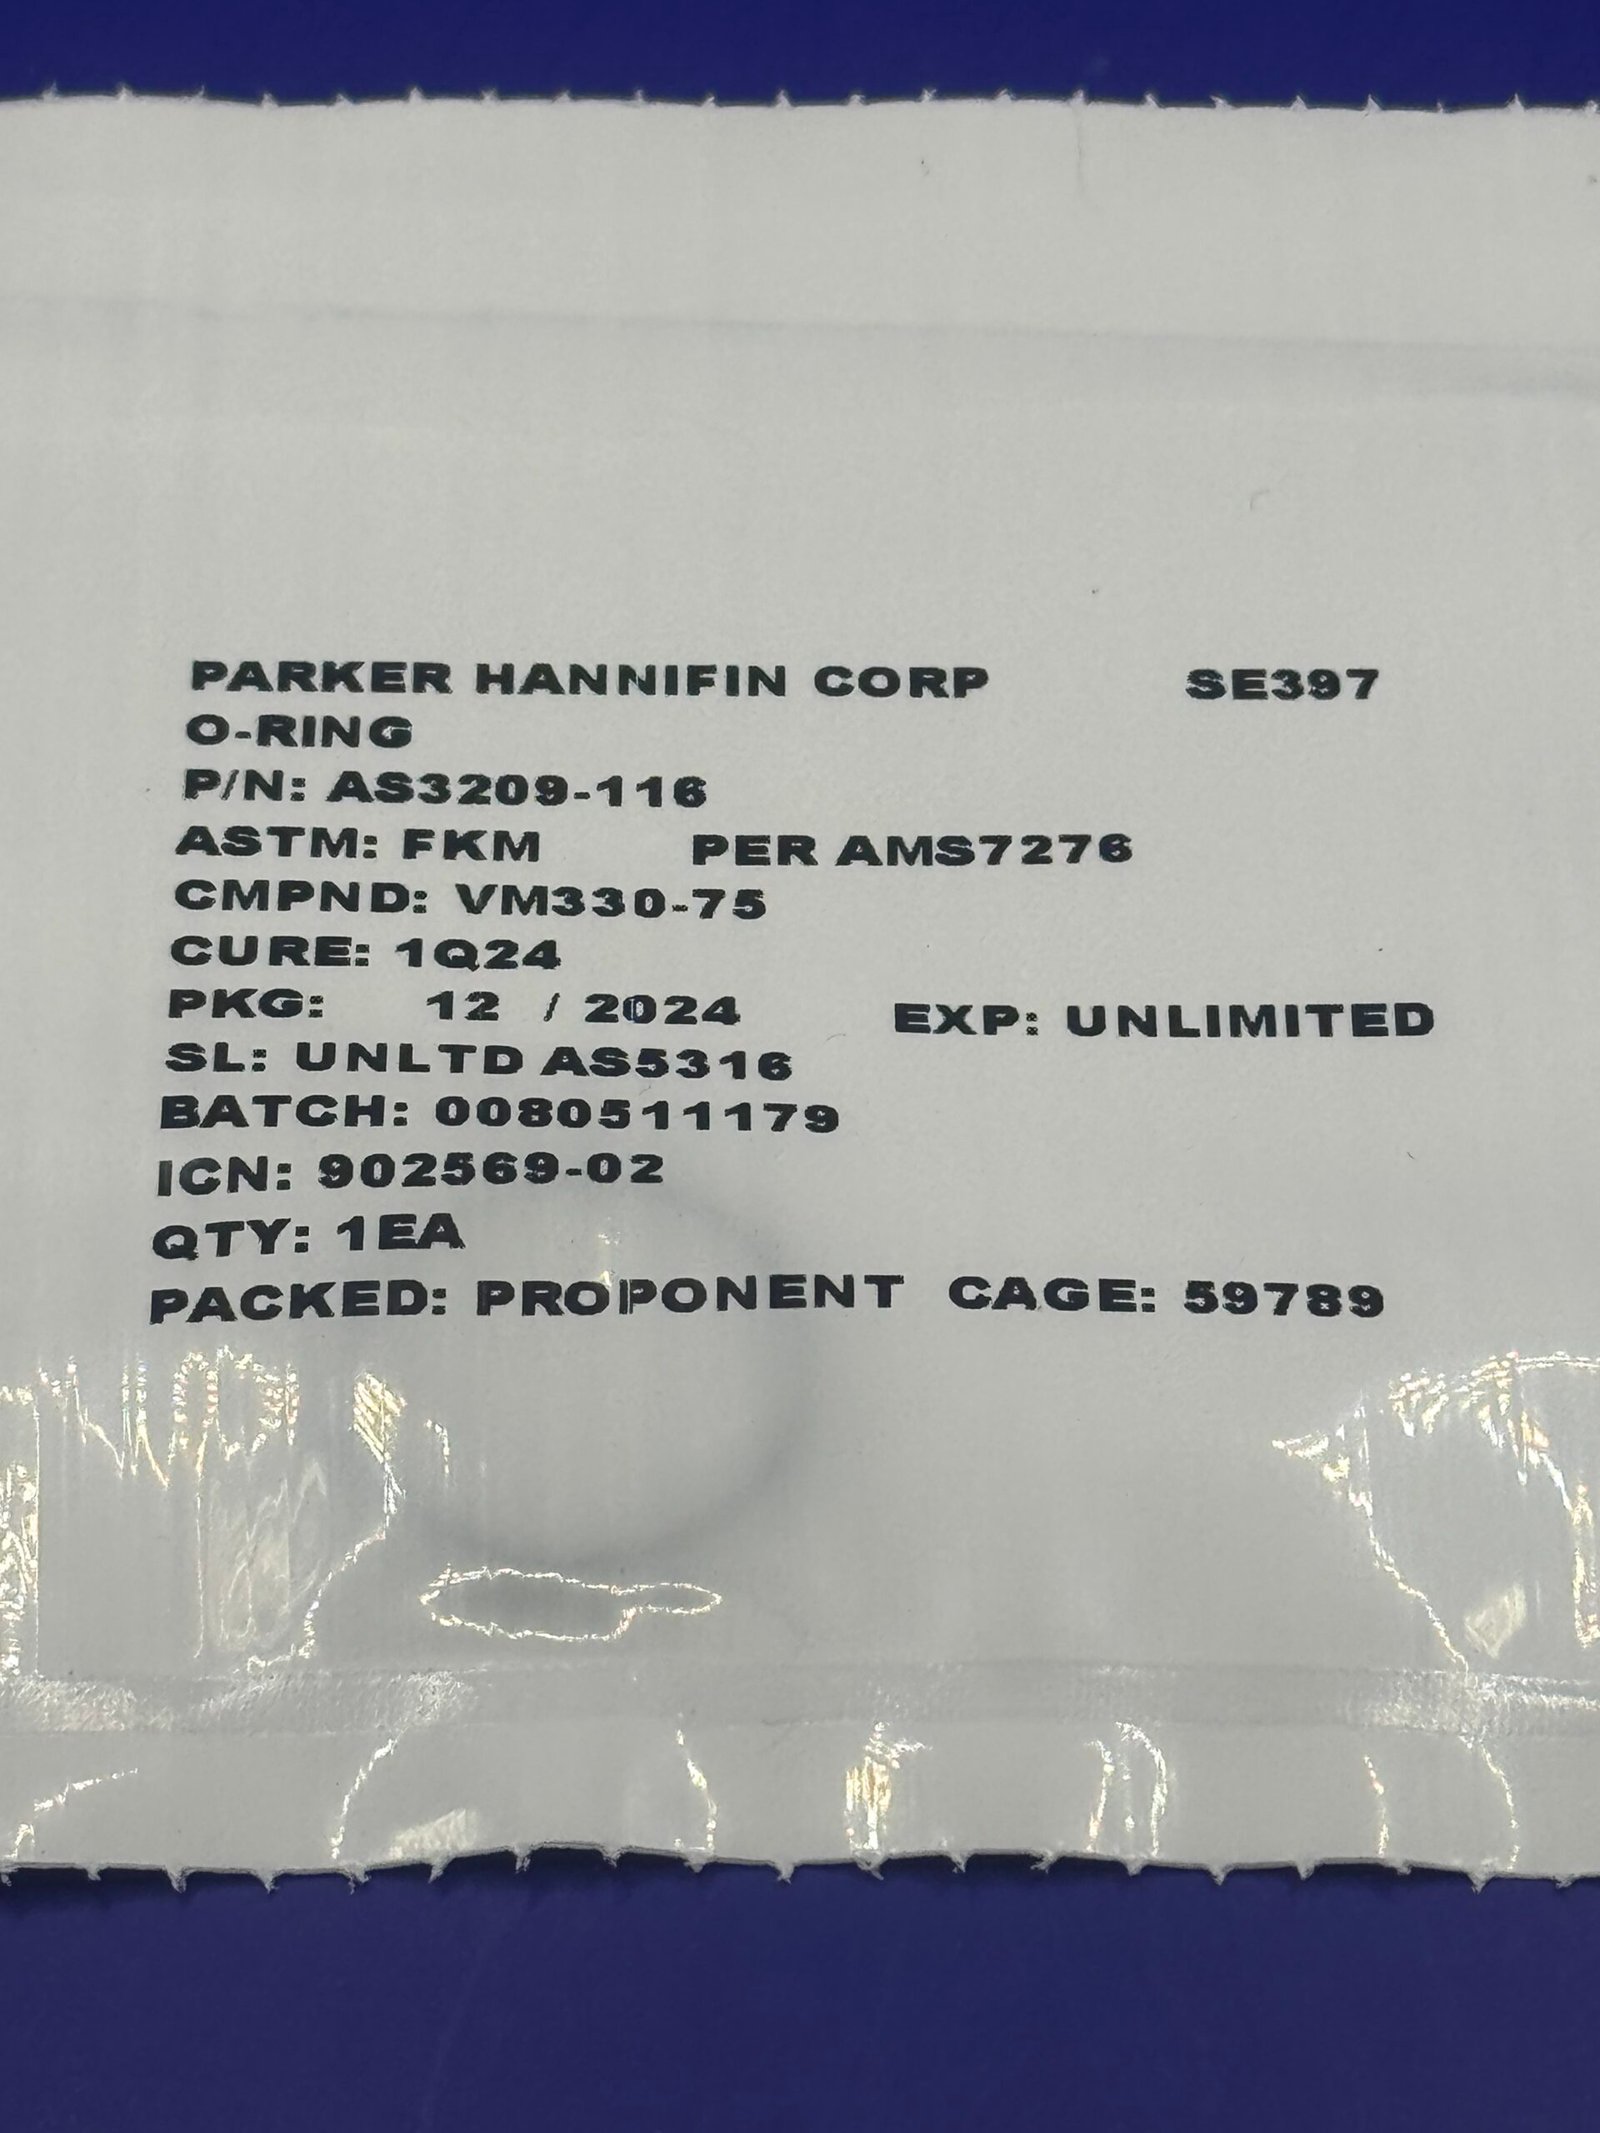 PARKER HANNIFIN CORP SE397
O-RING
P/N: AS3209-116
ASTM: FKM PER AMS7276
CMPND: VM330-75
CURE: 1Q24
PKG: 12 / 2024 EXP: UNLIMITED
SL: UNLTD AS5316
BATCH: 0080511179
ICN: 902569-02
QTY: 1EA
PACKED: PROPONENT CAGE: 59789